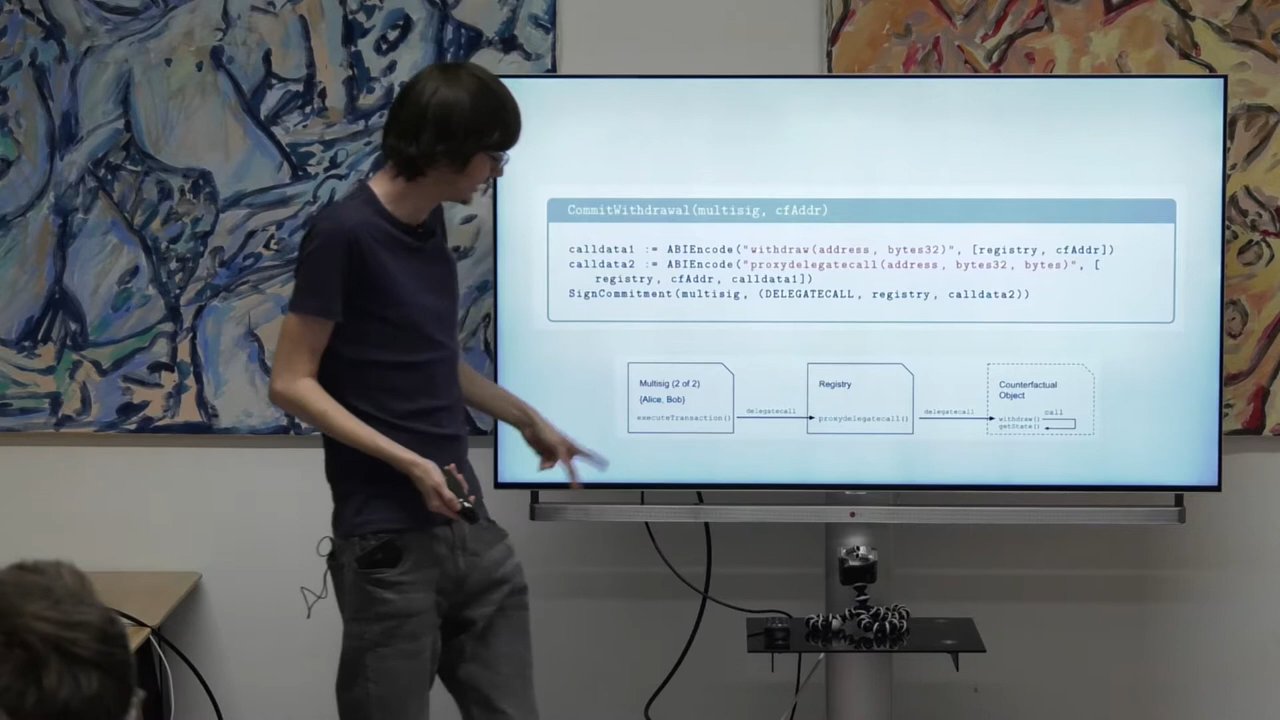 CommitWithdrawal(multisig, cfAddr)
calldata1 := ABIEncode("withdraw(address, bytes32)", [registry, cfAddr])
calldata2 := ABIEncode("proxydelegatecall(address, bytes32, bytes)", [
registry, cfAddr, calldata1])
SignCommitment(multisig, (DELEGATECALL, registry, calldata2))
Multisig (2 of 2)
{Alice, Bob}
executeTransaction()
delegatecall
Registry
proxydelegatecall()
delegatecall
Counterfactual
Object
call
withdraw()
getState()